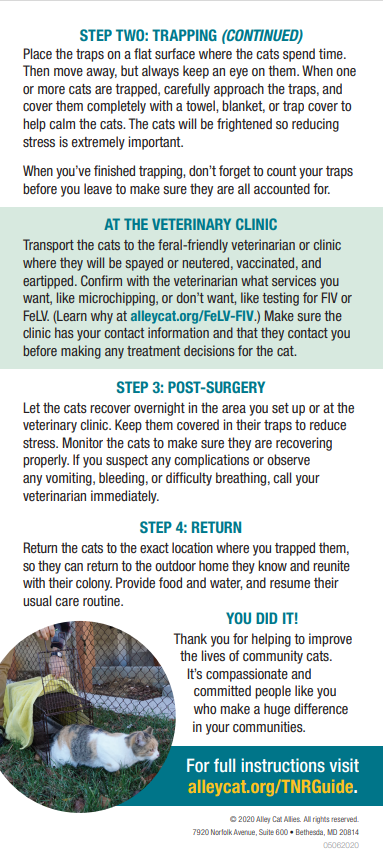 STEP TWO: TRAPPING (CONTINUED)
Place the traps on a flat surface where the cats spend time.
Then move away, but always keep an eye on them. When one
or more cats are trapped, carefully approach the traps, and
cover them completely with a towel, blanket, or trap cover to
help calm the cats. The cats will be frightened so reducing
stress is extremely important.
When you've finished trapping, don't forget to count your traps
before you leave to make sure they are all accounted for.
AT THE VETERINARY CLINIC
Transport the cats to the feral-friendly veterinarian or clinic
where they will be spayed or neutered, vaccinated, and
eartipped. Confirm with the veterinarian what services you
want, like microchipping, or don't want, like testing for FIV or
FeLV. (Learn why at alleycat.org/FeLV-FIV.) Make sure the
clinic has your contact information and that they contact you
before making any treatment decisions for the cat.
STEP 3: POST-SURGERY
Let the cats recover overnight in the area you set up or at the
veterinary clinic. Keep them covered in their traps to reduce
stress. Monitor the cats to make sure they are recovering
properly. If you suspect any complications or observe
any vomiting, bleeding, or difficulty breathing, call your
veterinarian immediately.
STEP 4: RETURN
Return the cats to the exact location where you trapped them,
so they can return to the outdoor home they know and reunite
with their colony. Provide food and water, and resume their
usual care routine.
YOU DID IT!
Thank you for helping to improve
the lives of community cats.
It's compassionate and
committed people like you
who make a huge difference
in your communities.
For full instructions visit
alleycat.org/TNRGuide.
© 2020 Alley Cat Allies. All rights reserved.
7920 Norfolk Avenue, Suite 600 • Bethesda, MD 20814
05062020